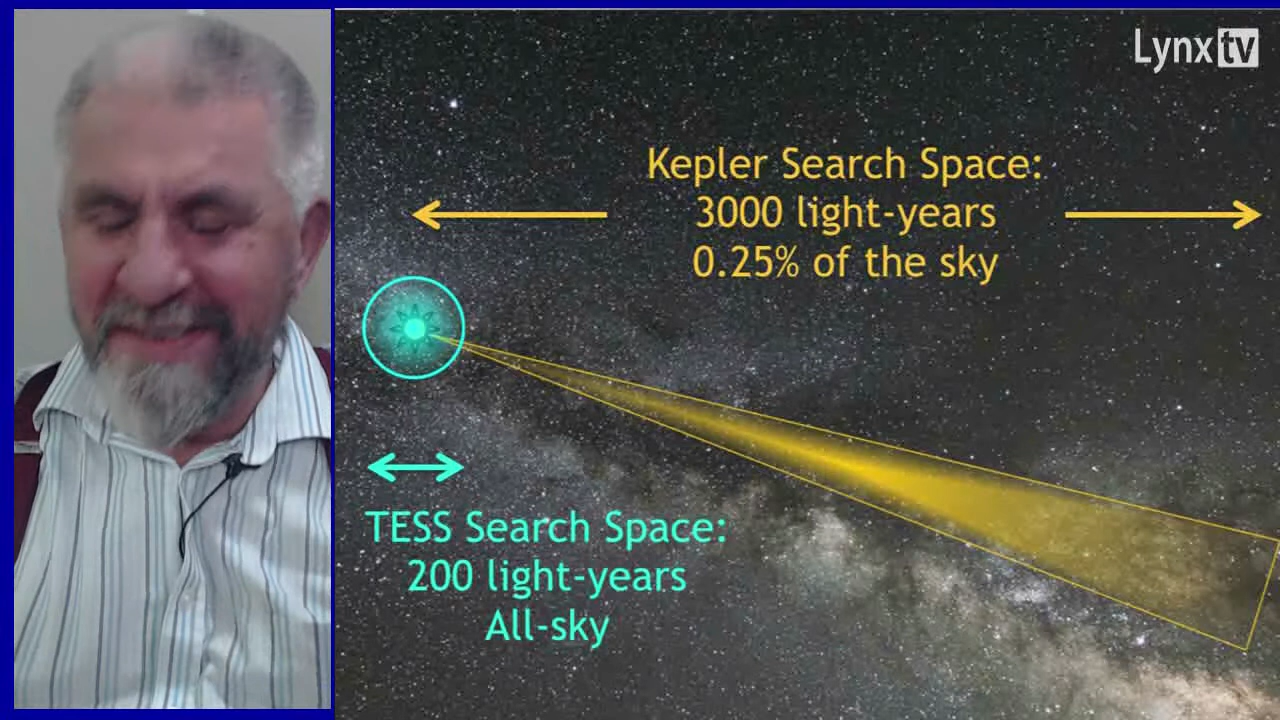 Lynx tv
Kepler Search Space:
3000 light-years
0.25% of the sky
TESS Search Space:
200 light-years
All-sky